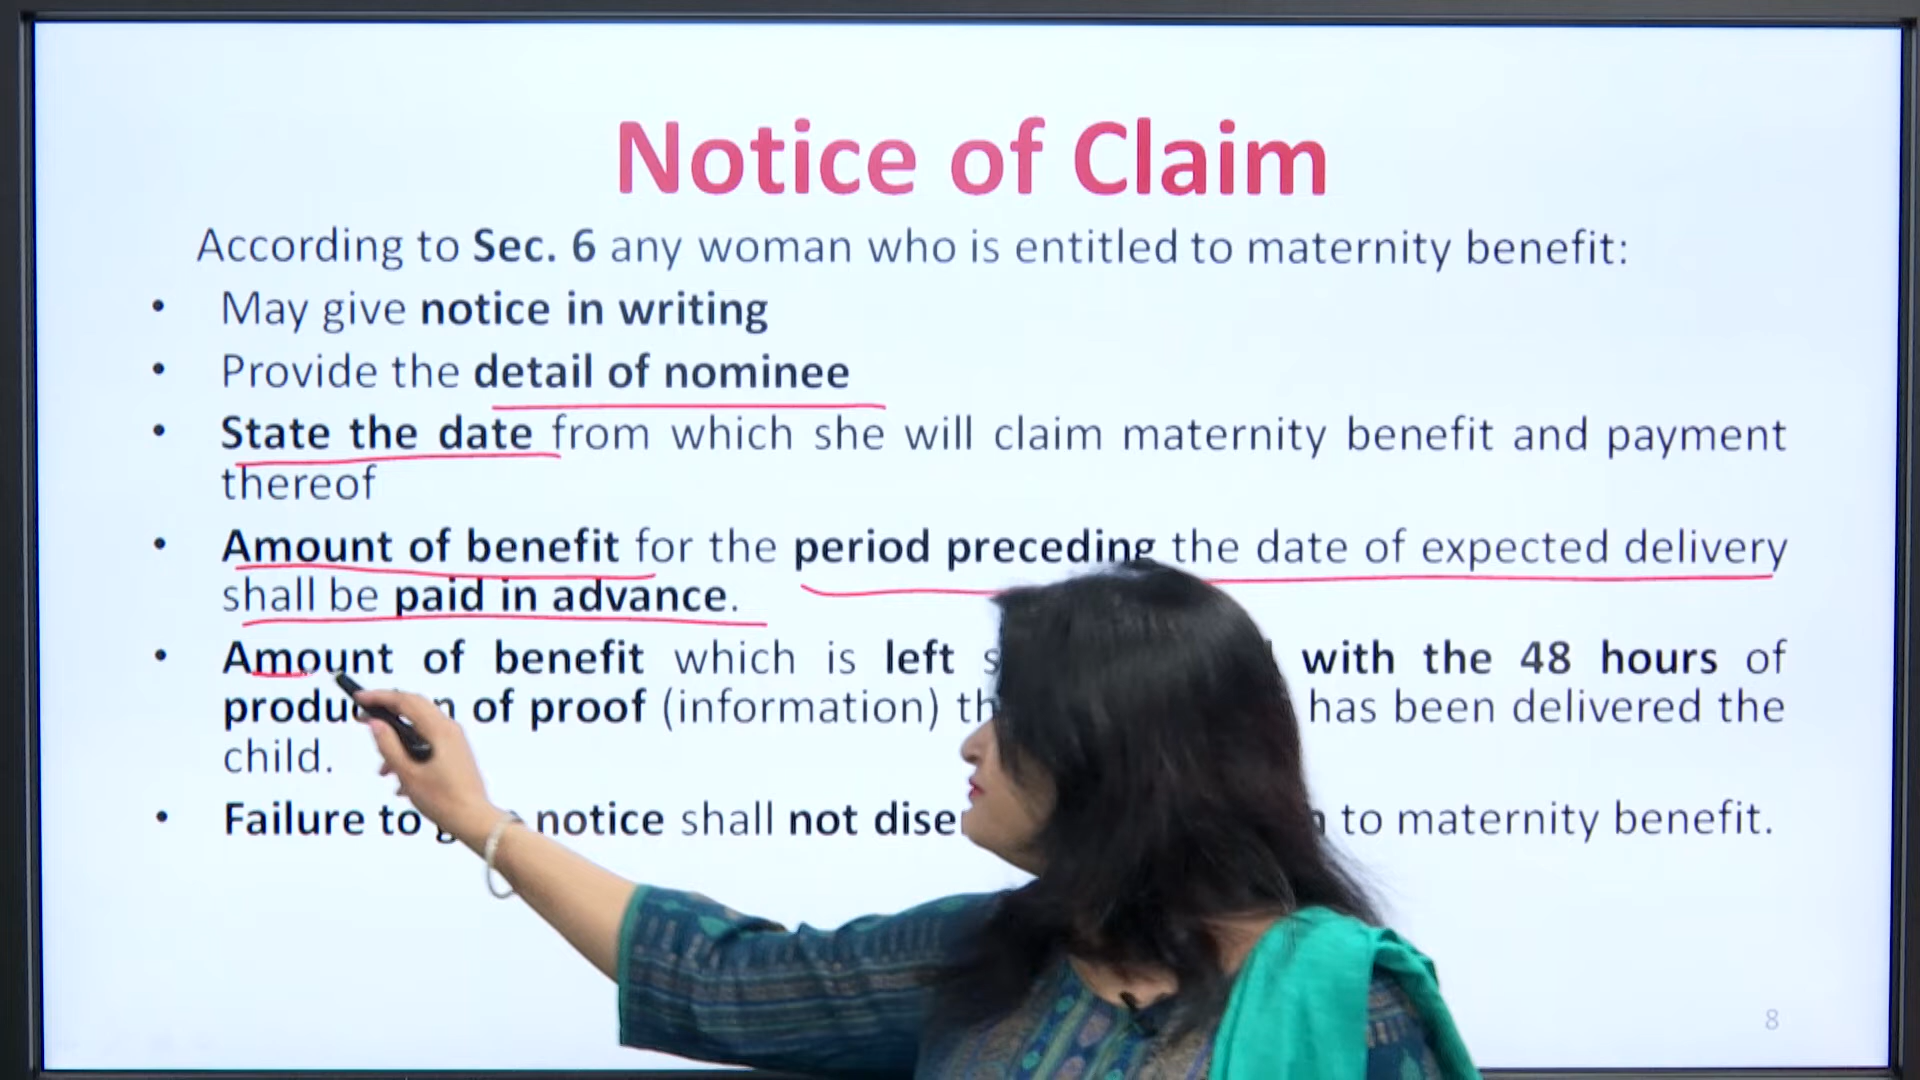 Notice of Claim
According to Sec. 6 any woman who is entitled to maternity benefit:
• May give notice in writing
• Provide the detail of nominee
• State the date from which she will claim maternity benefit and payment
thereof
• Amount of benefit for the period preceding the date of expected delivery
shall be paid in advance.
• Amount of benefit which is left with the 48 hours of
of proof (information) has been delivered the
child.
• Failure to notice shall not to maternity benefit.
8